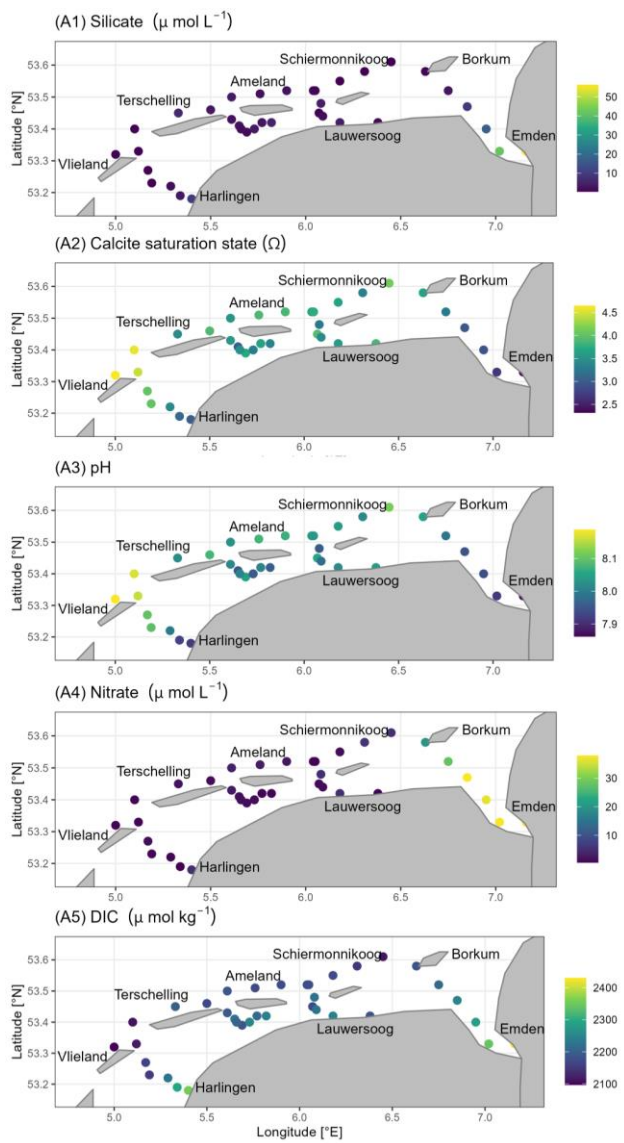 (A1) Silicate (μ mol L⁻¹)
Schiermonnikoog
Borkum
Ameland
Terschelling
Emden
Lauwersoog
Vlieland
Harlingen
Latitude [°N]
53.6
53.5
53.4
53.3
53.2
5.0 5.5 6.0 6.5 7.0
50
40
30
20
10
(A2) Calcite saturation state (Ω)
Schiermonnikoog
Borkum
Ameland
Terschelling
Emden
Lauwersoog
Vlieland
Harlingen
Latitude [°N]
53.6
53.5
53.4
53.3
53.2
5.0 5.5 6.0 6.5 7.0
4.5
4.0
3.5
3.0
2.5
(A3) pH
Schiermonnikoog
Borkum
Ameland
Terschelling
Emden
Lauwersoog
Vlieland
Harlingen
Latitude [°N]
53.6
53.5
53.4
53.3
53.2
5.0 5.5 6.0 6.5 7.0
8.1
8.0
7.9
(A4) Nitrate (μ mol L⁻¹)
Schiermonnikoog
Borkum
Ameland
Terschelling
Emden
Lauwersoog
Vlieland
Harlingen
Latitude [°N]
53.6
53.5
53.4
53.3
53.2
5.0 5.5 6.0 6.5 7.0
30
20
10
(A5) DIC (μ mol kg⁻¹)
Schiermonnikoog
Borkum
Ameland
Terschelling
Emden
Lauwersoog
Vlieland
Harlingen
Latitude [°N]
53.6
53.5
53.4
53.3
53.2
5.0 5.5 6.0 6.5 7.0
Longitude [°E]
2400
2300
2200
2100